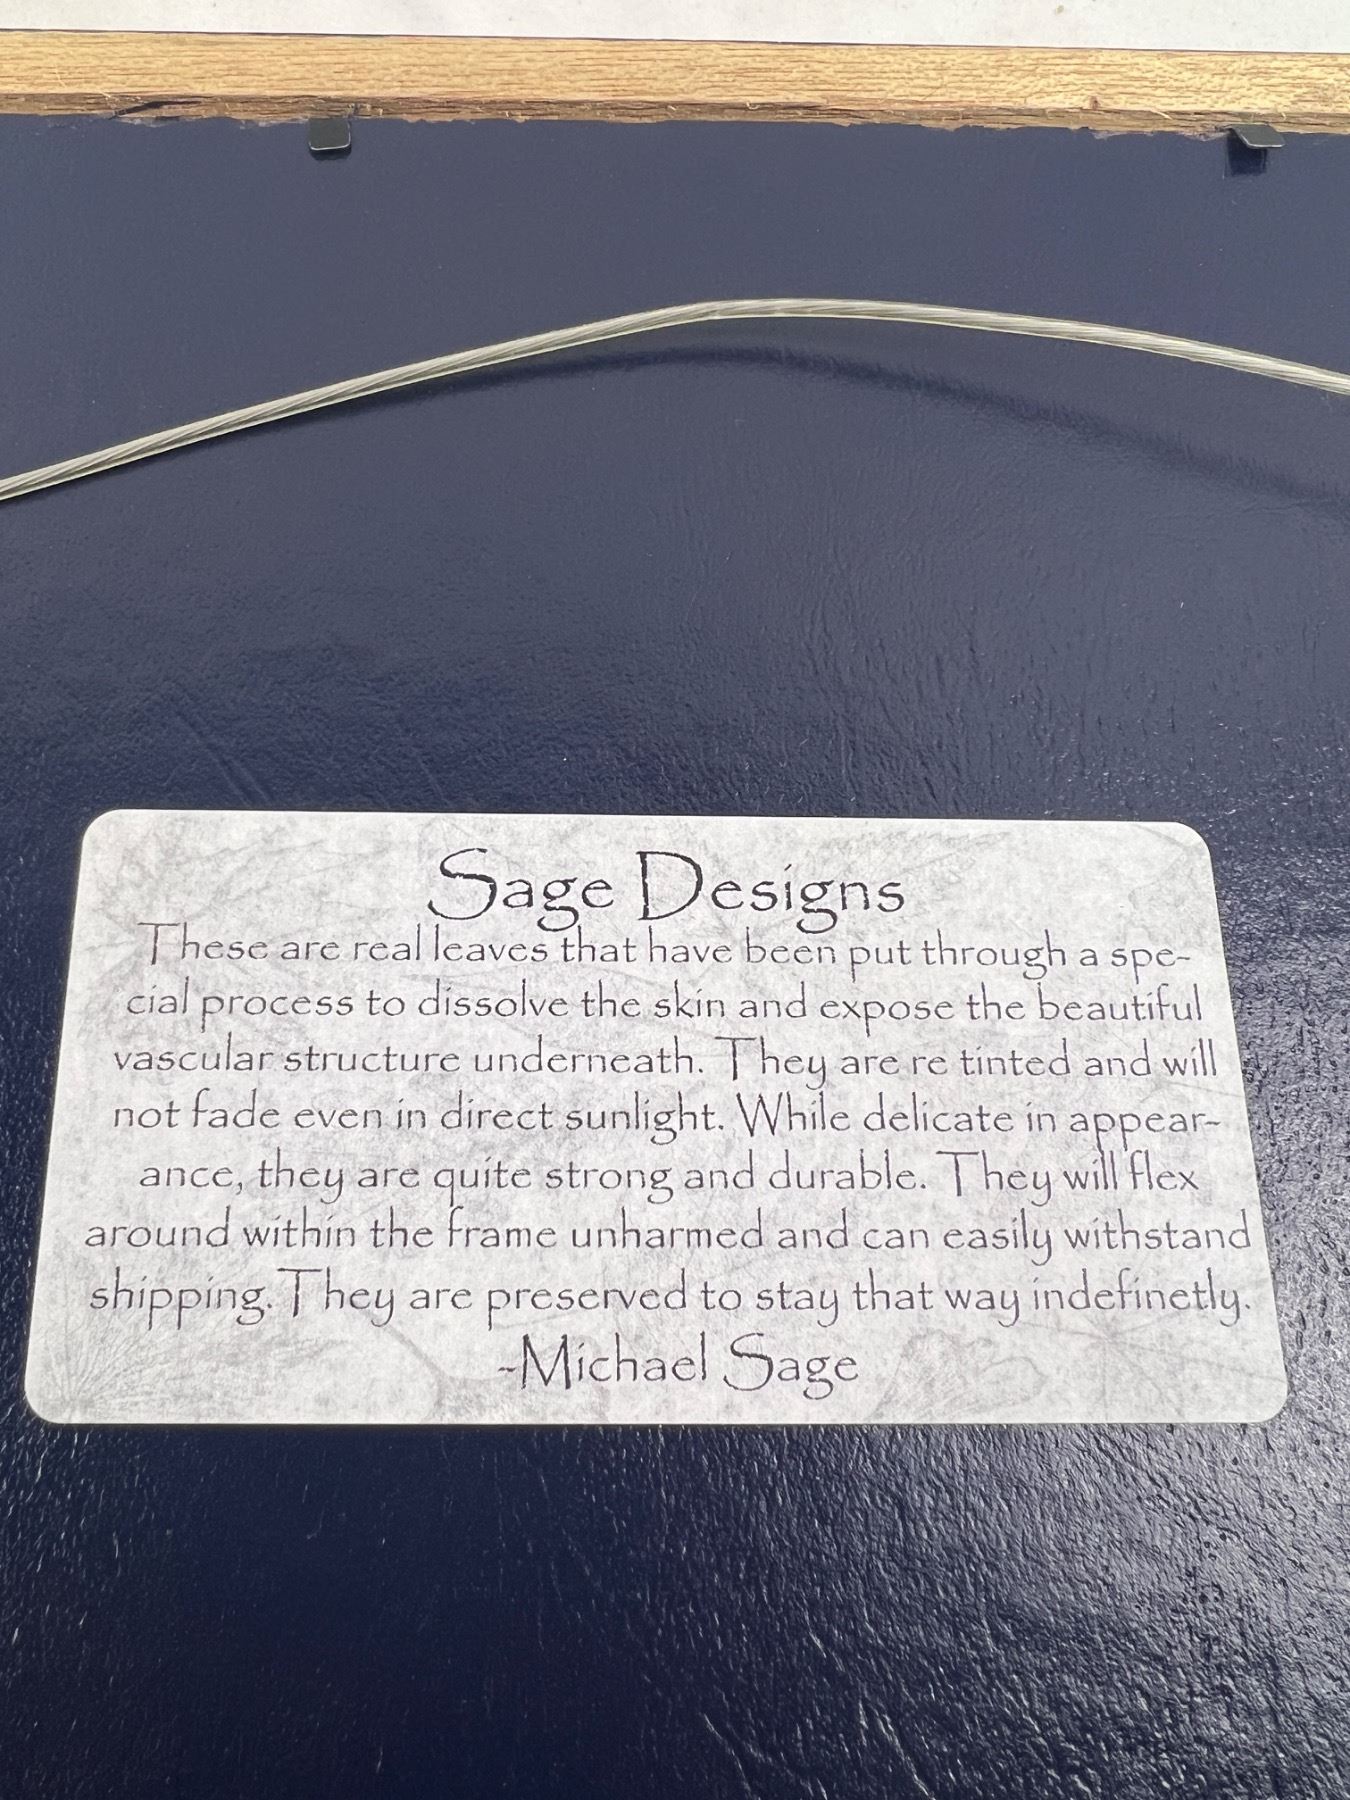 Sage Designs
These are real leaves that have been put through a spe-
cial process to dissolve the skin and expose the beautiful
vascular structure underneath. They are re tinted and will
not fade even in direct sunlight. While delicate in appear-
ance, they are quite strong and durable. They will flex
around within the frame unharmed and can easily withstand
shipping. They are preserved to stay that way indefinetly.
-Michael Sage